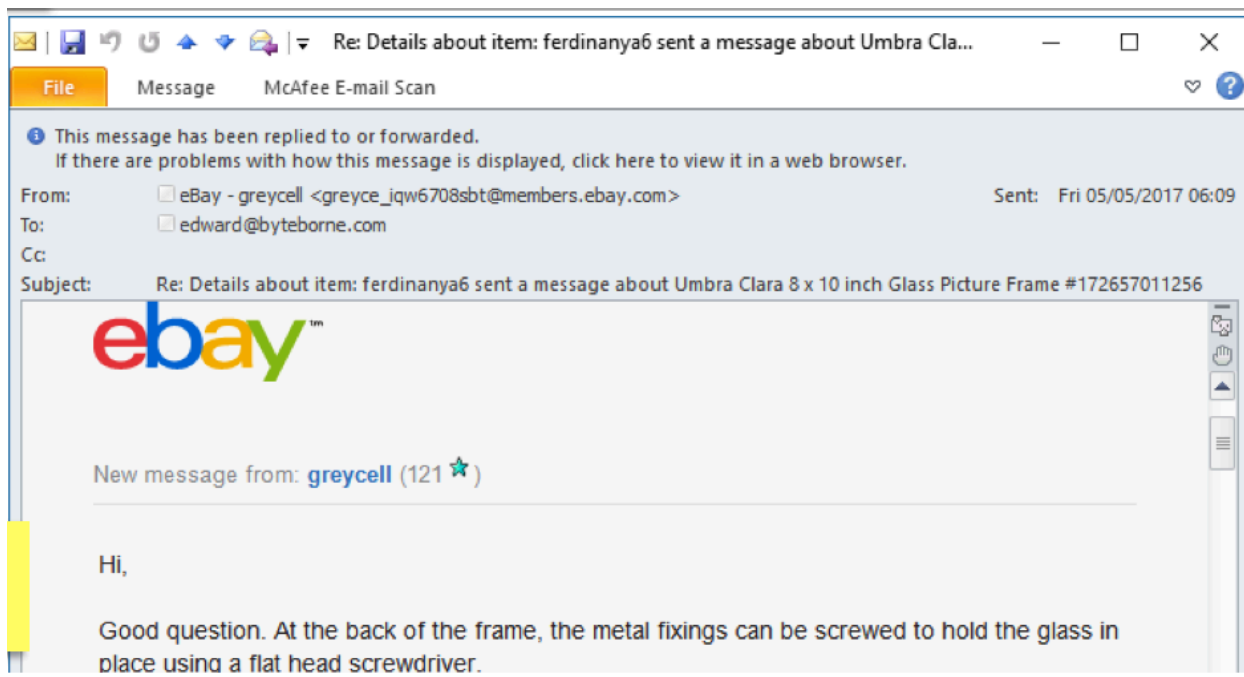 Re: Details about item: ferdinanya6 sent a message about Umbra Cla...
File Message McAfee E-mail Scan
This message has been replied to or forwarded.
If there are problems with how this message is displayed, click here to view it in a web browser.
From: eBay - greycell <greyce_iqw6708sbt@members.ebay.com> Sent: Fri 05/05/2017 06:09
To: edward@byteborne.com
Cc:
Subject: Re: Details about item: ferdinanya6 sent a message about Umbra Clara 8 x 10 inch Glass Picture Frame #172657011256
ebay™
New message from: greycell (121 )
Hi,
Good question. At the back of the frame, the metal fixings can be screwed to hold the glass in
place using a flat head screwdriver.